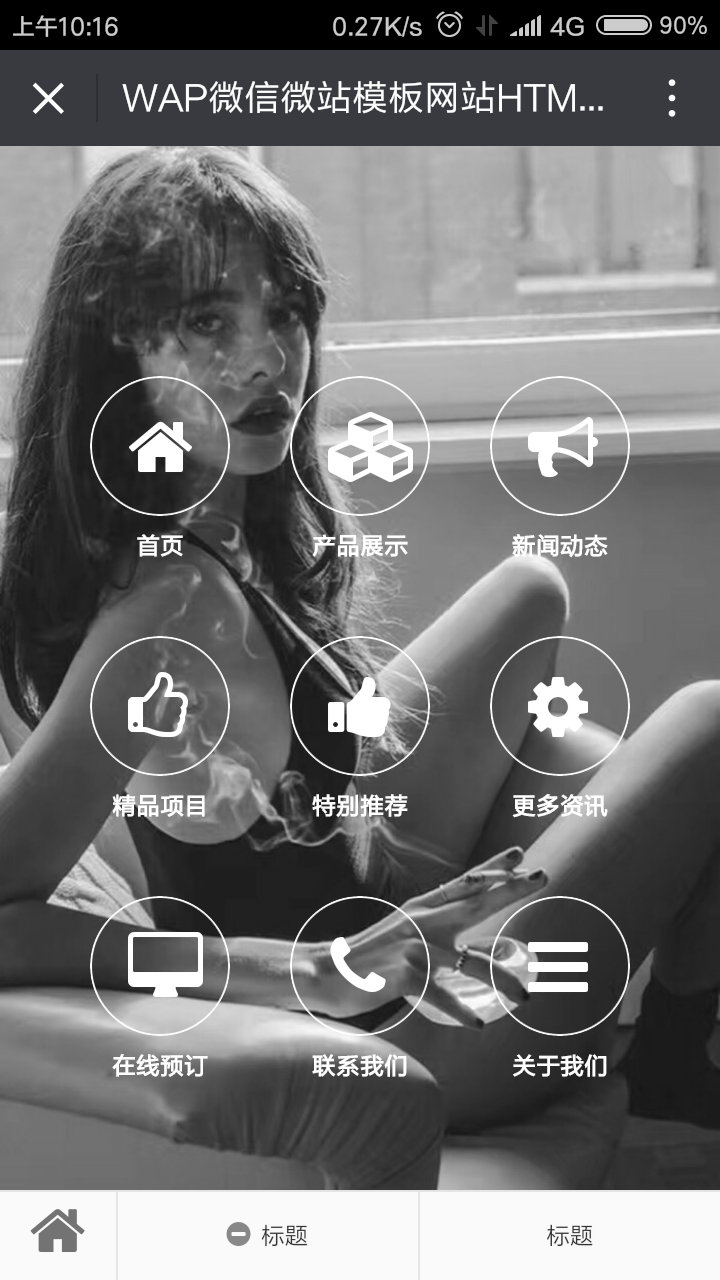 上午10:16 0.27K/s 4G 90%
WAP微信微站模板网站HTM...
首页 产品展示 新闻动态
精品项目 特别推荐 更多资讯
在线预订 联系我们 关于我们
标题 标题